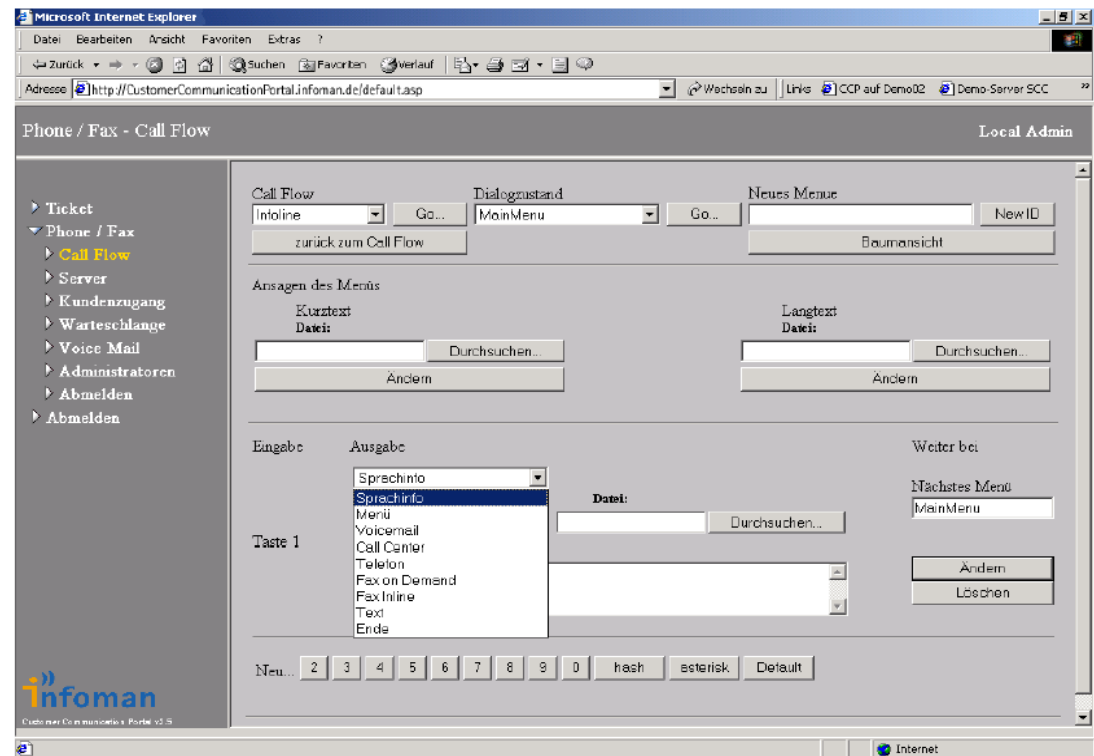 Microsoft Internet Explorer
Datei Bearbeiten Ansicht Favoriten Extras ?
Zurück Suchen Favoriten Verlauf
Adresse http://CustomerCommunicationPortal.infoman.de/default.asp Wechseln zu Links CCP auf Demo02 Demo-Server SCC »
Phone / Fax - Call Flow Local Admin
Ticket
Phone / Fax
Call Flow
Server
Kundenzugang
Warteschlange
Voice Mail
Administratoren
Abmelden
Abmelden
Call Flow Dialogzustand Neues Menue
Infoline Go... MainMenu Go... New ID
zurück zum Call Flow Baumansicht
Ansagen des Menüs
Kurztext Langtext
Datei: Datei:
Durchsuchen... Durchsuchen...
Ändern Ändern
Eingabe Ausgabe Weiter bei
Sprachinfo
Nächstes Menü
Sprachinfo Datei:
MainMenu
Menü
Durchsuchen...
Voicemail
Taste 1
Call Center
Telefon
Ändern
Fax on Demand
Löschen
Fax Inline
Text
Ende
Neu... 2 3 4 5 6 7 8 9 0 hash asterisk Default
infoman
Customer Communication Portal v2.5
Internet